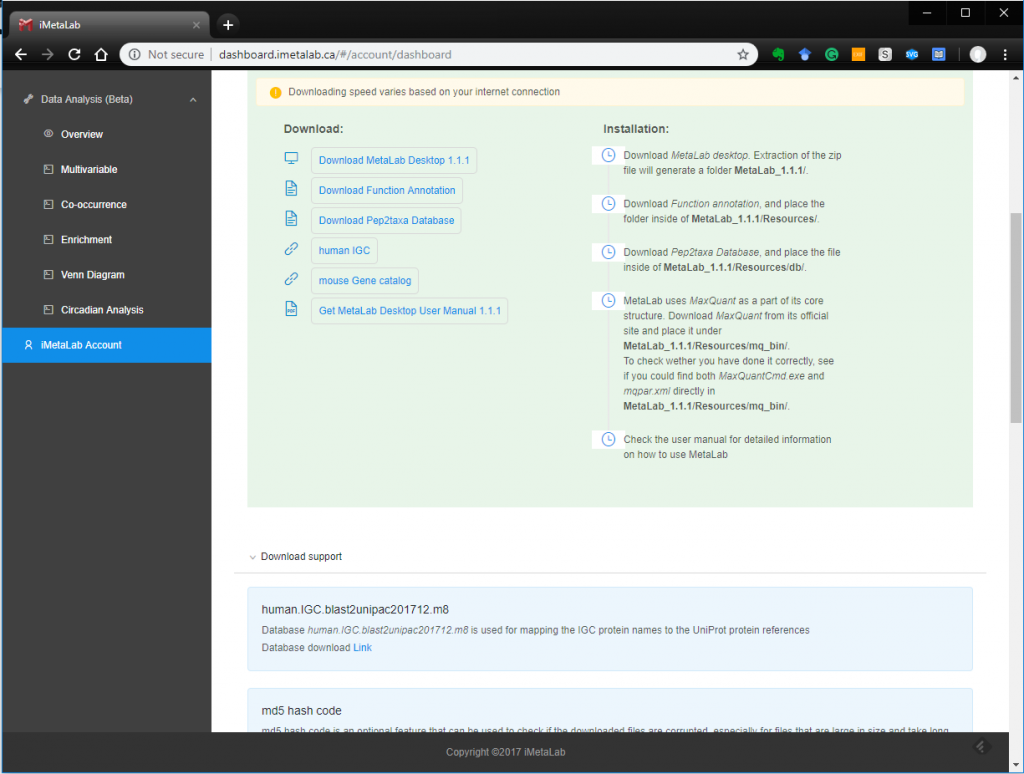 iMetaLab
Not secure
dashboard.imetalab.ca/#/account/dashboard
S
SVG
Data Analysis (Beta)
Overview
Multivariable
Co-occurrence
Enrichment
Venn Diagram
Circadian Analysis
iMetaLab Account
Downloading speed varies based on your internet connection
Download:
Download MetaLab Desktop 1.1.1
Download Function Annotation
Download Pep2taxa Database
human IGC
mouse Gene catalog
PDF
Get MetaLab Desktop User Manual 1.1.1
Installation:
Download MetaLab desktop. Extraction of the zip
file will generate a folder MetaLab_1.1.1/.
Download Function annotation, and place the
folder inside of MetaLab_1.1.1/Resources/.
Download Pep2taxa Database, and place the file
inside of MetaLab_1.1.1/Resources/db/.
MetaLab uses MaxQuant as a part of its core
structure. Download MaxQuant from its official
site and place it under
MetaLab_1.1.1/Resources/mq_bin/.
To check wether you have done it correctly, see
if you could find both MaxQuantCmd.exe and
mqpar.xml directly in
MetaLab_1.1.1/Resources/mq_bin/.
Check the user manual for detailed information
on how to use MetaLab
Download support
human.IGC.blast2unipac201712.m8
Database human.IGC.blast2unipac201712.m8 is used for mapping the IGC protein names to the UniProt protein references
Database download Link
md5 hash code
md5 hash code is an optional feature that can be used to check if the downloaded files are corrupted, especially for files that are large in size and take long
Copyright ©2017 iMetaLab